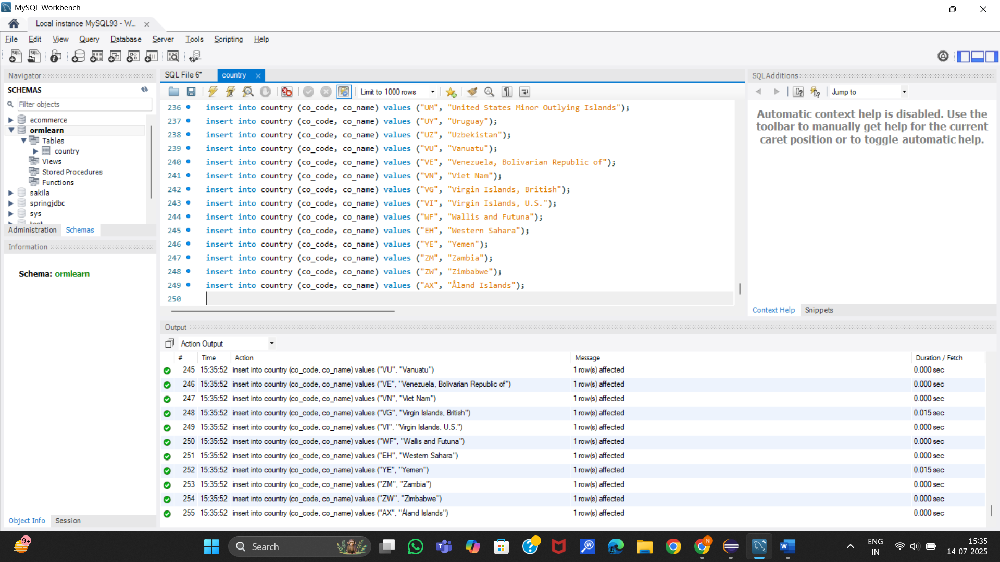 MySQL Workbench
Local instance MySQL93 - W...
File Edit View Query Database Server Tools Scripting Help
Navigator
SCHEMAS
Filter objects
ecommerce
ormlearn
Tables
country
Views
Stored Procedures
Functions
sakila
springjdbc
sys
test
Administration Schemas
Information
Schema: ormlearn
Object Info Session
SQL File 6* country
Limit to 1000 rows
236 insert into country (co_code, co_name) values ("UM", "United States Minor Outlying Islands");
237 insert into country (co_code, co_name) values ("UY", "Uruguay");
238 insert into country (co_code, co_name) values ("UZ", "Uzbekistan");
239 insert into country (co_code, co_name) values ("VU", "Vanuatu");
240 insert into country (co_code, co_name) values ("VE", "Venezuela, Bolivarian Republic of");
241 insert into country (co_code, co_name) values ("VN", "Viet Nam");
242 insert into country (co_code, co_name) values ("VG", "Virgin Islands, British");
243 insert into country (co_code, co_name) values ("VI", "Virgin Islands, U.S.");
244 insert into country (co_code, co_name) values ("WF", "Wallis and Futuna");
245 insert into country (co_code, co_name) values ("EH", "Western Sahara");
246 insert into country (co_code, co_name) values ("YE", "Yemen");
247 insert into country (co_code, co_name) values ("ZM", "Zambia");
248 insert into country (co_code, co_name) values ("ZW", "Zimbabwe");
249 insert into country (co_code, co_name) values ("AX", "Åland Islands");
250
SQLAdditions
Jump to
Automatic context help is disabled. Use the
toolbar to manually get help for the current
caret position or to toggle automatic help.
Context Help Snippets
Output
Action Output
# Time Action Message Duration / Fetch
245 15:35:52 insert into country (co_code, co_name) values ("VU", "Vanuatu") 1 row(s) affected 0.000 sec
246 15:35:52 insert into country (co_code, co_name) values ("VE", "Venezuela, Bolivarian Republic of") 1 row(s) affected 0.000 sec
247 15:35:52 insert into country (co_code, co_name) values ("VN", "Viet Nam") 1 row(s) affected 0.000 sec
248 15:35:52 insert into country (co_code, co_name) values ("VG", "Virgin Islands, British") 1 row(s) affected 0.015 sec
249 15:35:52 insert into country (co_code, co_name) values ("VI", "Virgin Islands, U.S.") 1 row(s) affected 0.000 sec
250 15:35:52 insert into country (co_code, co_name) values ("WF", "Wallis and Futuna") 1 row(s) affected 0.000 sec
251 15:35:52 insert into country (co_code, co_name) values ("EH", "Western Sahara") 1 row(s) affected 0.000 sec
252 15:35:52 insert into country (co_code, co_name) values ("YE", "Yemen") 1 row(s) affected 0.015 sec
253 15:35:52 insert into country (co_code, co_name) values ("ZM", "Zambia") 1 row(s) affected 0.000 sec
254 15:35:52 insert into country (co_code, co_name) values ("ZW", "Zimbabwe") 1 row(s) affected 0.000 sec
255 15:35:52 insert into country (co_code, co_name) values ("AX", "Åland Islands") 1 row(s) affected 0.000 sec
9+
Search
ENG
IN
15:35
14-07-2025